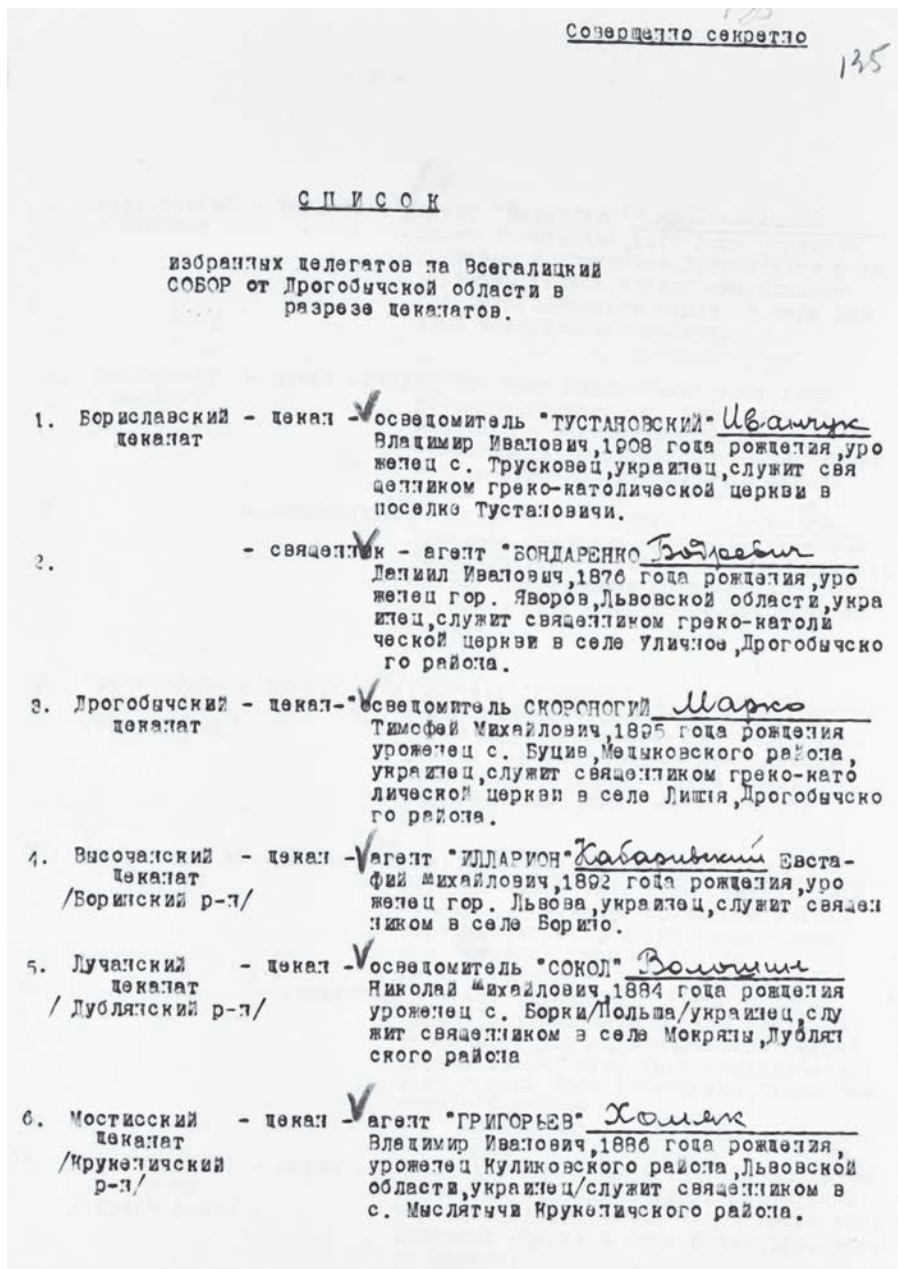 Совершенно секретно
135
СПИСОК
избранных делегатов на Всегалицкий
СОБОР от Дрогобычской области в
разрезе деканатов.
1. Бориславский - декан - осведомитель "ТУСТАНОВСКИЙ" Иванчук
деканат Владимир Иванович,1908 года рождения,уро
женец с. Трусковец,украинец,служит свя
щенником греко-католической церкви в
поселке Тустановичи.
2. - священник - агент "БОНДАРЕНКО Бодревич
Даниил Иванович,1876 года рождения,уро
женец гор. Яворов,Львовской области,укра
инец,служит священником греко-католи
ческой церкви в селе Уличное,Дрогобычско
го района.
3. Дрогобычский - декан-"осведомитель СКОРОНОГИЙ Марко
деканат Тимофей Михайлович,1895 года рождения
уроженец с. Буцив,Медыковского района,
украинец,служит священником греко-като
лической церкви в селе Лишня,Дрогобычско
го района.
4. Высочанский - декан - агент "ИЛЛАРИОН" Кабаривский Евста-
деканат фий Михайлович,1892 года рождения,уро
/Боринский р-н/ женец гор. Львова,украинец,служит священ
ником в селе Борино.
5. Лучанский - декан - осведомитель "СОКОЛ" Волошин
деканат Николай Михайлович,1884 года рождения
/Дублянский р-н/ уроженец с. Борки/Польша/украинец,слу
жит священником в селе Мокряны,Дублян
ского района
6. Мостисский - декан - агент "ГРИГОРЬЕВ" Хомяк
деканат Владимир Иванович,1886 года рождения,
/Крукеничский уроженец Куликовского района,Львовской
р-н/ области,украинец/служит священником в
с. Мыслятычи Крукеничского района.